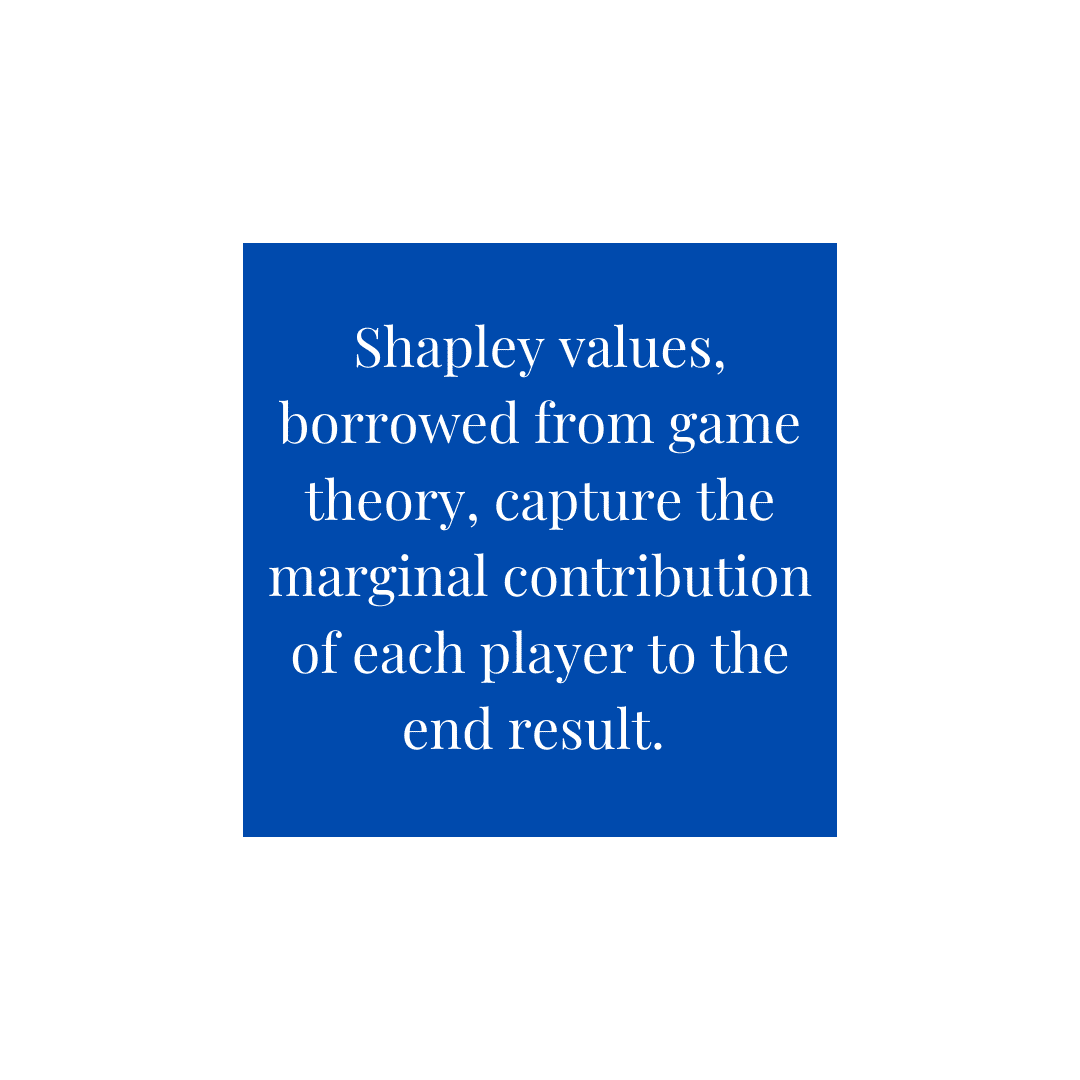 Shapley values,
borrowed from game
theory, capture the
marginal contribution
of each player to the
end result.